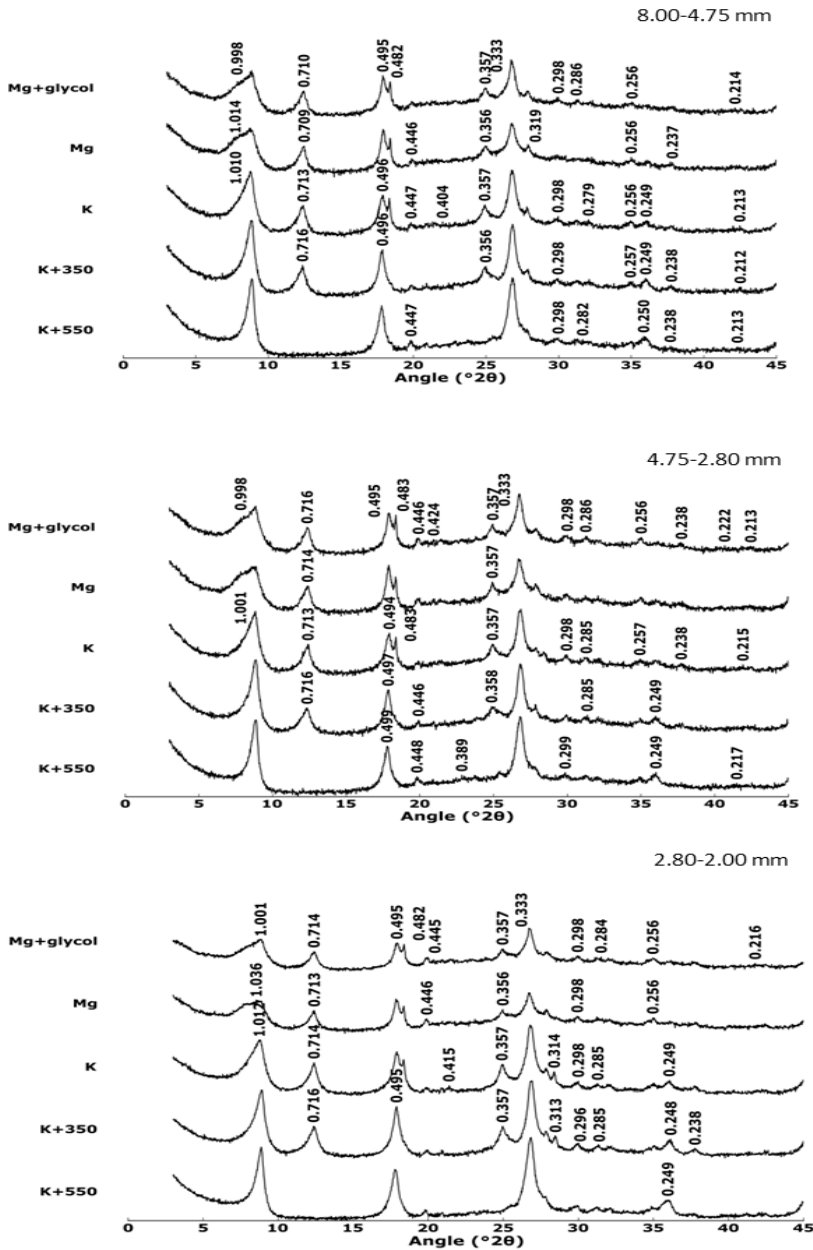 8.00-4.75 mm
0.998 0.710 0.495 0.482 0.357 0.333 0.298 0.286 0.256 0.214
Mg+glycol
1.014 0.709 0.446 0.356 0.319 0.256 0.237
Mg
1.010 0.713 0.496 0.447 0.404 0.357 0.298 0.279 0.256 0.249 0.213
K
0.716 0.496 0.356 0.298 0.257 0.249 0.238 0.212
K+350
0.447 0.298 0.282 0.250 0.238 0.213
K+550
0 5 10 15 20 25 30 35 40 45
Angle (°2θ)
4.75-2.80 mm
0.998 0.716 0.495 0.483 0.446 0.424 0.357 0.333 0.298 0.286 0.256 0.238 0.222 0.213
Mg+glycol
0.714 0.357
Mg
1.001 0.713 0.494 0.483 0.357 0.298 0.285 0.257 0.238 0.215
K
0.716 0.497 0.446 0.358 0.285 0.249
K+350
0.499 0.448 0.389 0.299 0.249 0.217
K+550
0 5 10 15 20 25 30 35 40 45
Angle (°2θ)
2.80-2.00 mm
1.001 0.714 0.495 0.482 0.445 0.357 0.333 0.298 0.284 0.256 0.216
Mg+glycol
1.036 0.713 0.446 0.356 0.298 0.256
Mg
1.012 0.714 0.415 0.357 0.314 0.298 0.285 0.249
K
0.716 0.495 0.357 0.313 0.296 0.285 0.248 0.238
K+350
0.249
K+550
0 5 10 15 20 25 30 35 40 45
Angle (°2θ)